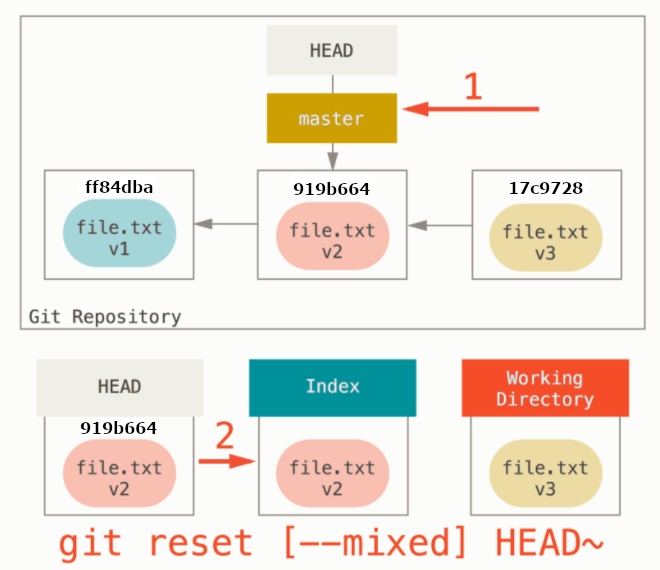 HEAD
1
master
ff84dba
919b664
17c9728
file.txt
v1
file.txt
v2
file.txt
v3
Git Repository
HEAD
Index
Working
Directory
919b664
2
file.txt
v2
file.txt
v2
file.txt
v3
git reset [--mixed] HEAD~